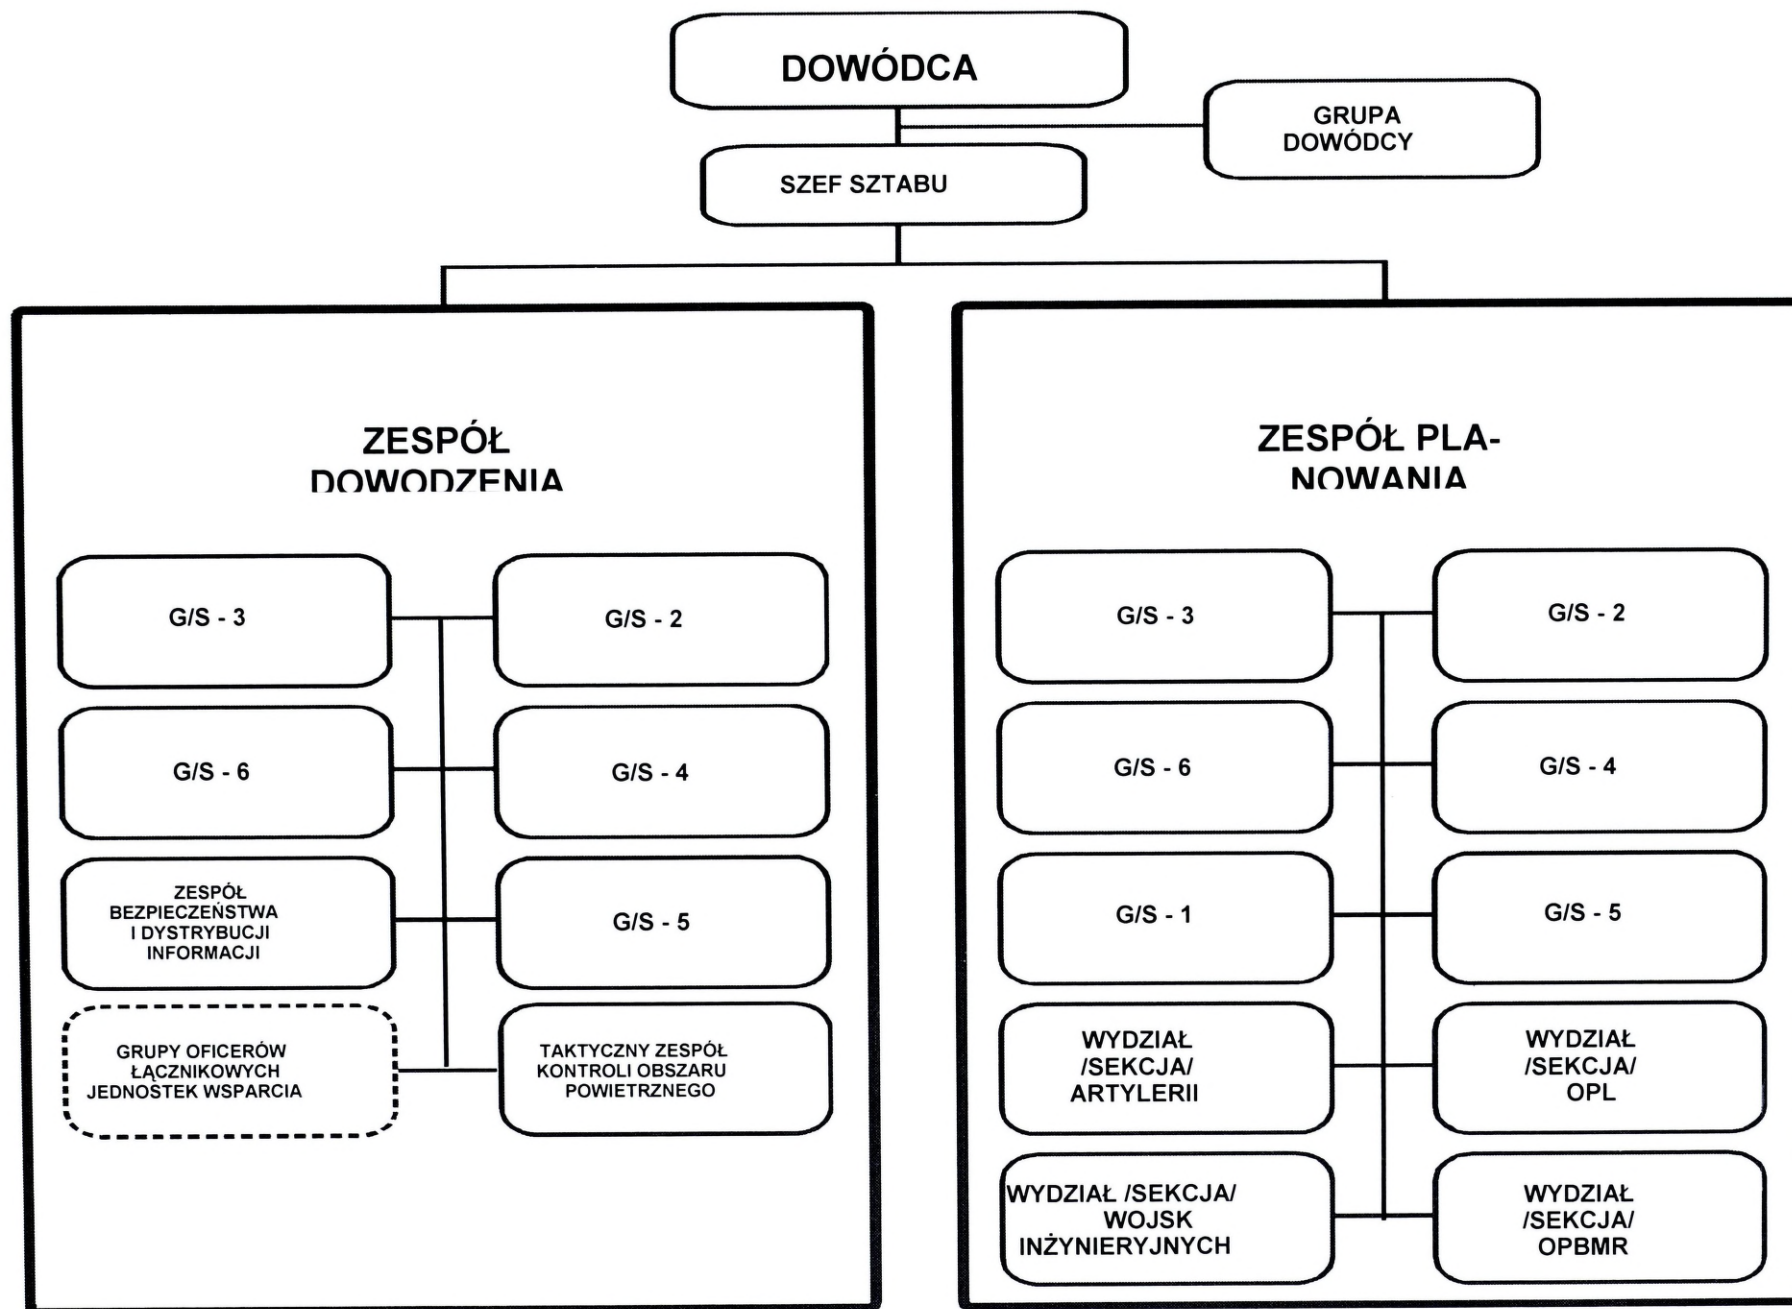 DOWÓDCA
GRUPA
DOWÓDCY
SZEF SZTABU
ZESPÓŁ
DOWODZENIA
G/S - 3
G/S - 2
G/S - 6
G/S - 4
ZESPÓŁ
BEZPIECZEŃSTWA
I DYSTRYBUCJI
INFORMACJI
G/S - 5
GRUPY OFICERÓW
ŁĄCZNIKOWYCH
JEDNOSTEK WSPARCIA
TAKTYCZNY ZESPÓŁ
KONTROLI OBSZARU
POWIETRZNEGO
ZESPÓŁ PLA-
NOWANIA
G/S - 3
G/S - 2
G/S - 6
G/S - 4
G/S - 1
G/S - 5
WYDZIAŁ
/SEKCJA/
ARTYLERII
WYDZIAŁ
/SEKCJA/
OPL
WYDZIAŁ /SEKCJA/
WOJSK
INŻYNIERYJNYCH
WYDZIAŁ
/SEKCJA/
OPBMR